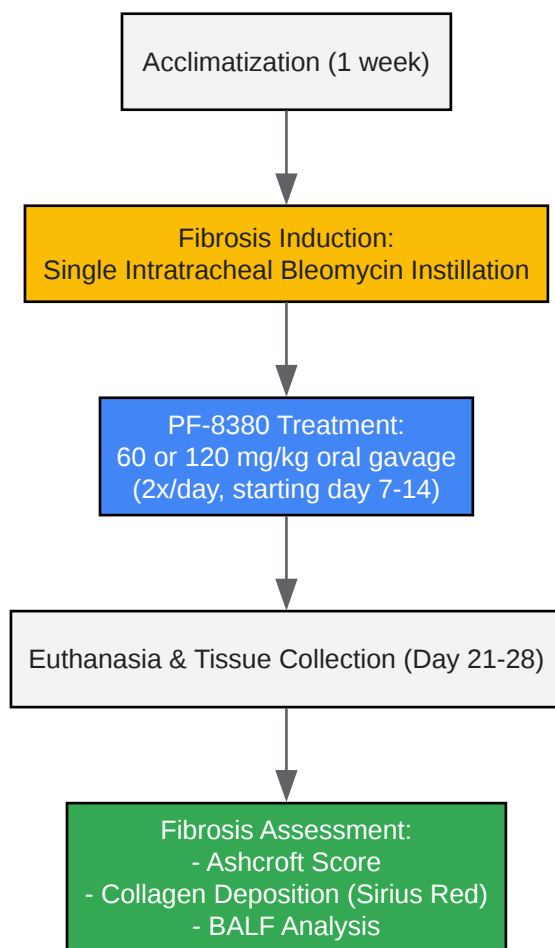 Acclimatization (1 week)
Fibrosis Induction:
Single Intratracheal Bleomycin Instillation
PF-8380 Treatment:
60 or 120 mg/kg oral gavage
(2x/day, starting day 7-14)
Euthanasia & Tissue Collection (Day 21-28)
Fibrosis Assessment:
- Ashcroft Score
- Collagen Deposition (Sirius Red)
- BALF Analysis